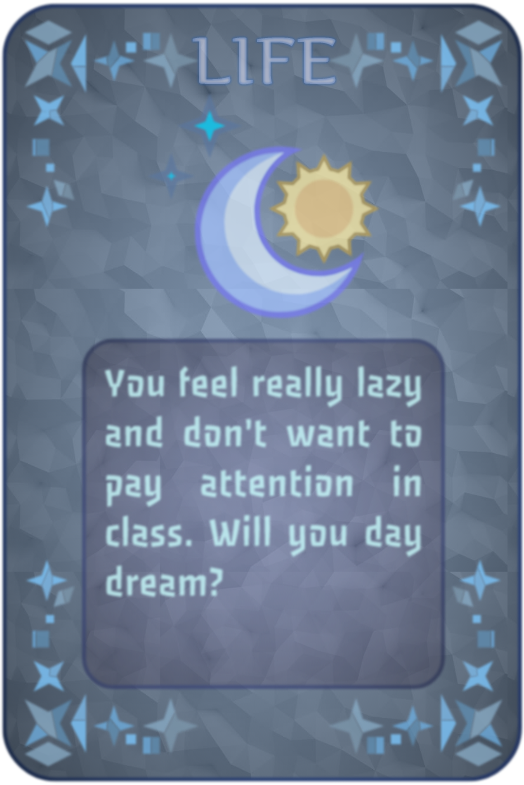 LIFE
You feel really lazy
and don't want to
pay attention in
class. Will you day
dream?